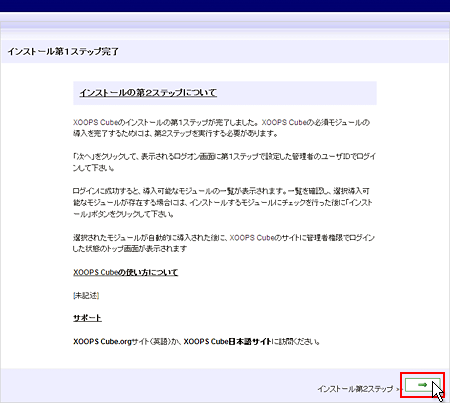 インストール第1ステップ完了
インストールの第2ステップについて
XOOPS Cubeのインストールの第1ステップが完了しました。XOOPS Cubeの必須モジュールの
導入を完了するためには、第2ステップを実行する必要があります。
「次へ」をクリックして、表示されるログオン画面に第1ステップで設定した管理者のユーザIDでログイ
ンして下さい。
ログインに成功すると、導入可能なモジュールの一覧が表示されます。一覧を確認し、選択導入可
能なモジュールが存在する場合には、インストールするモジュールにチェックを行った後に「インス
トール」ボタンをクリックして下さい。
選択されたモジュールが自動的に導入された後に、XOOPS Cubeのサイトに管理者権限でログイン
した状態のトップ画面が表示されます
XOOPS Cubeの使い方について
[未記述]
サポート
XOOPS Cube.orgサイト(英語)か、XOOPS Cube日本語サイトに訪問ください。
インストール第2ステップ >>